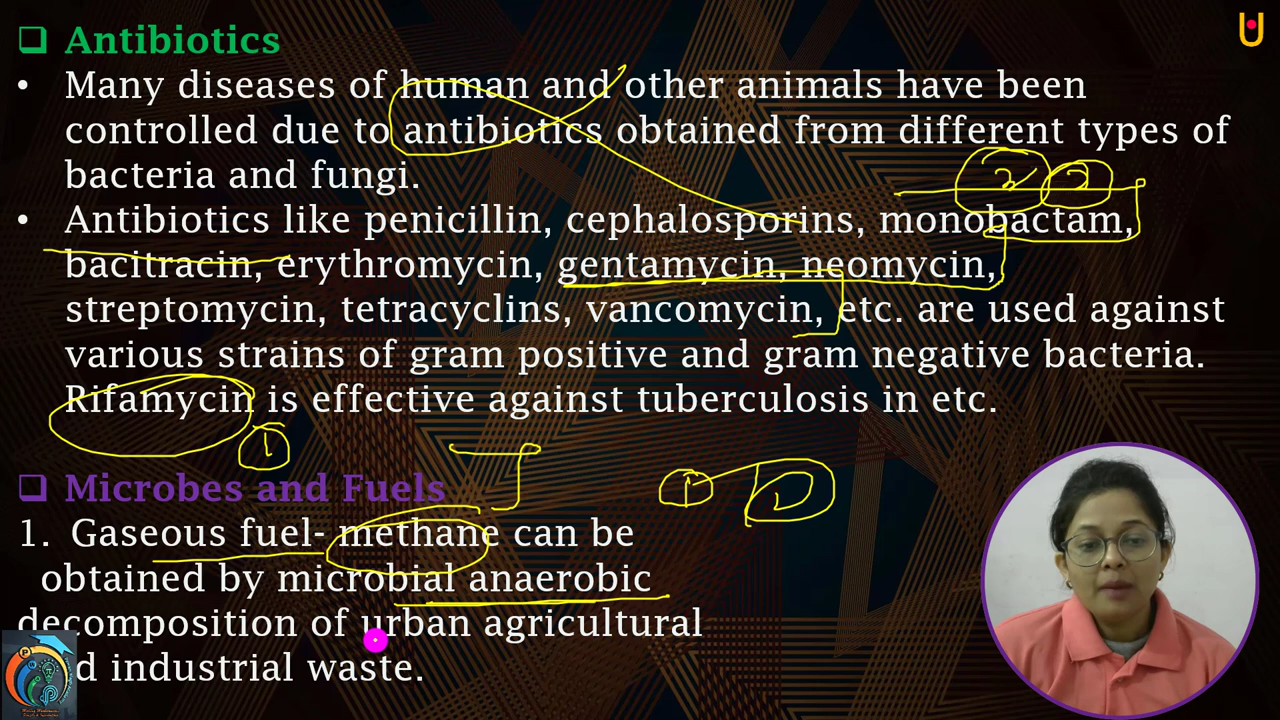 Antibiotics
• Many diseases of human and other animals have been
controlled due to antibiotics obtained from different types of
bacteria and fungi.
• Antibiotics like penicillin, cephalosporins, monobactam,
bacitracin, erythromycin, gentamycin, neomycin,
streptomycin, tetracyclins, vancomycin, etc. are used against
various strains of gram positive and gram negative bacteria.
Rifamycin is effective against tuberculosis in etc.
Microbes and Fuels
1. Gaseous fuel- methane can be
obtained by microbial anaerobic
decomposition of urban agricultural
industrial waste.